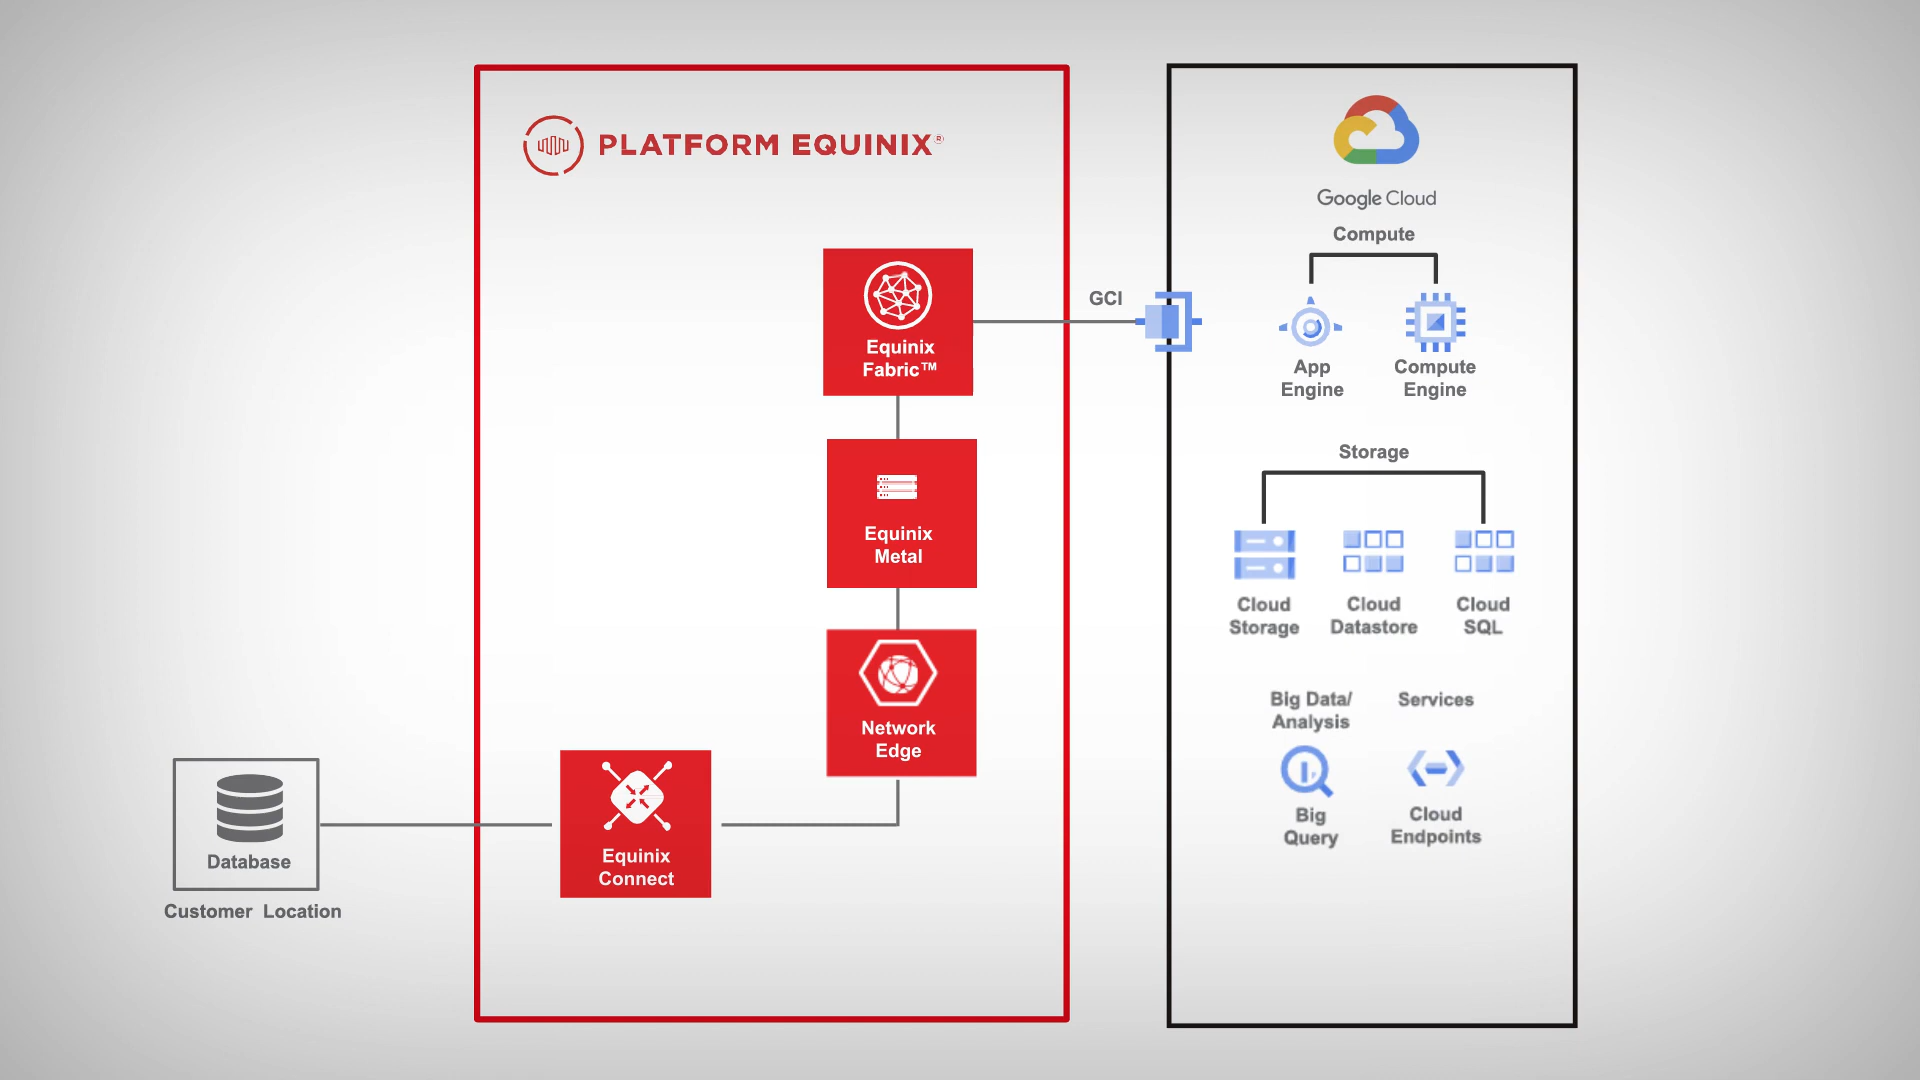 PLATFORM EQUINIX®
Equinix
Fabric™
Equinix
Metal
Network
Edge
Equinix
Connect
Database
Customer Location
GCI
Google Cloud
Compute
App
Engine
Compute
Engine
Storage
Cloud
Storage
Cloud
Datastore
Cloud
SQL
Big Data/
Analysis
Services
Big
Query
Cloud
Endpoints